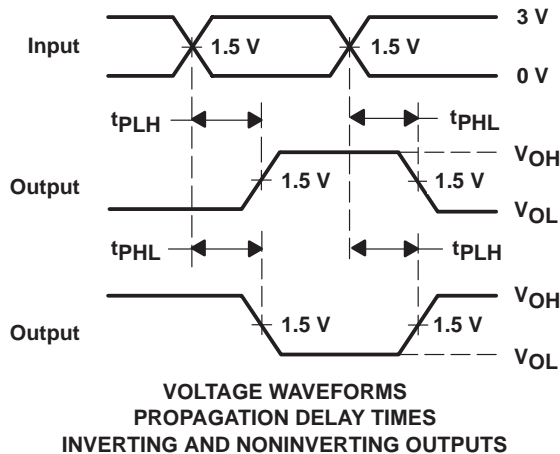 3 V
Input
1.5 V
1.5 V
0 V
tPLH
tPHL
VOH
Output
1.5 V
1.5 V
VOL
tPHL
tPLH
VOH
Output
1.5 V
1.5 V
VOL
VOLTAGE WAVEFORMS
PROPAGATION DELAY TIMES
INVERTING AND NONINVERTING OUTPUTS